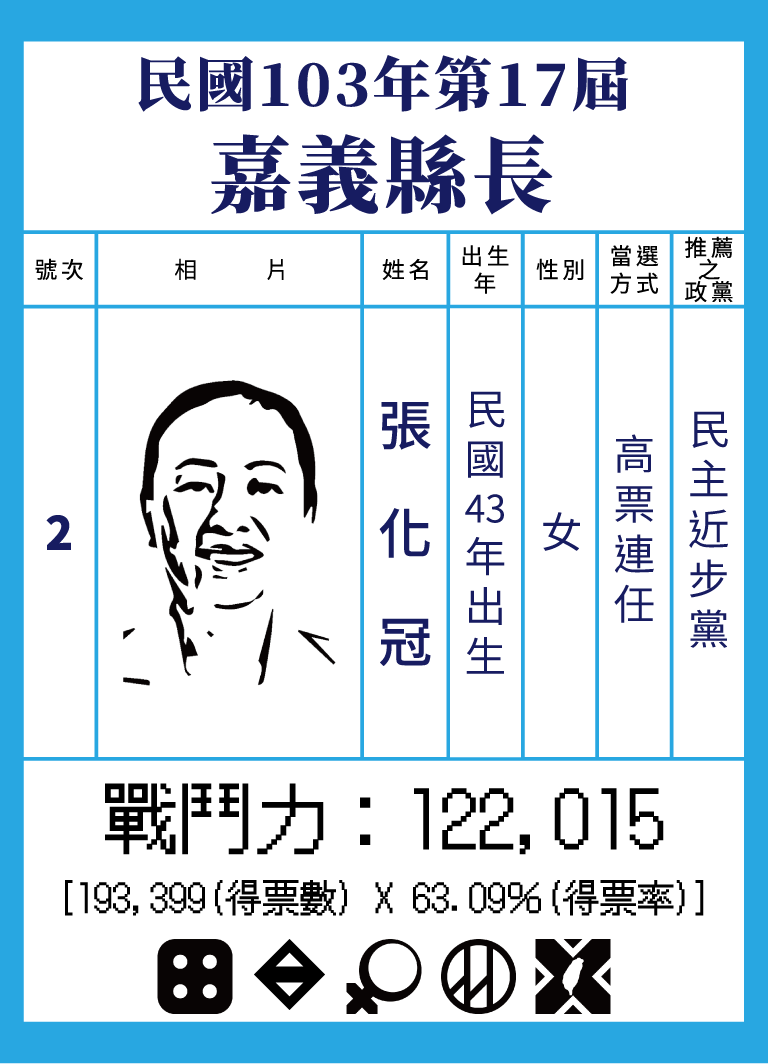 民國103年第17屆
嘉義縣長
號次
相 片
姓名
出生
年
性別
當選
方式
推薦
之
政黨
2
張化冠
民國43年出生
女
高票連任
民主近步黨
戰鬥力：122,015
[193,399(得票數) X 63.09%(得票率)]